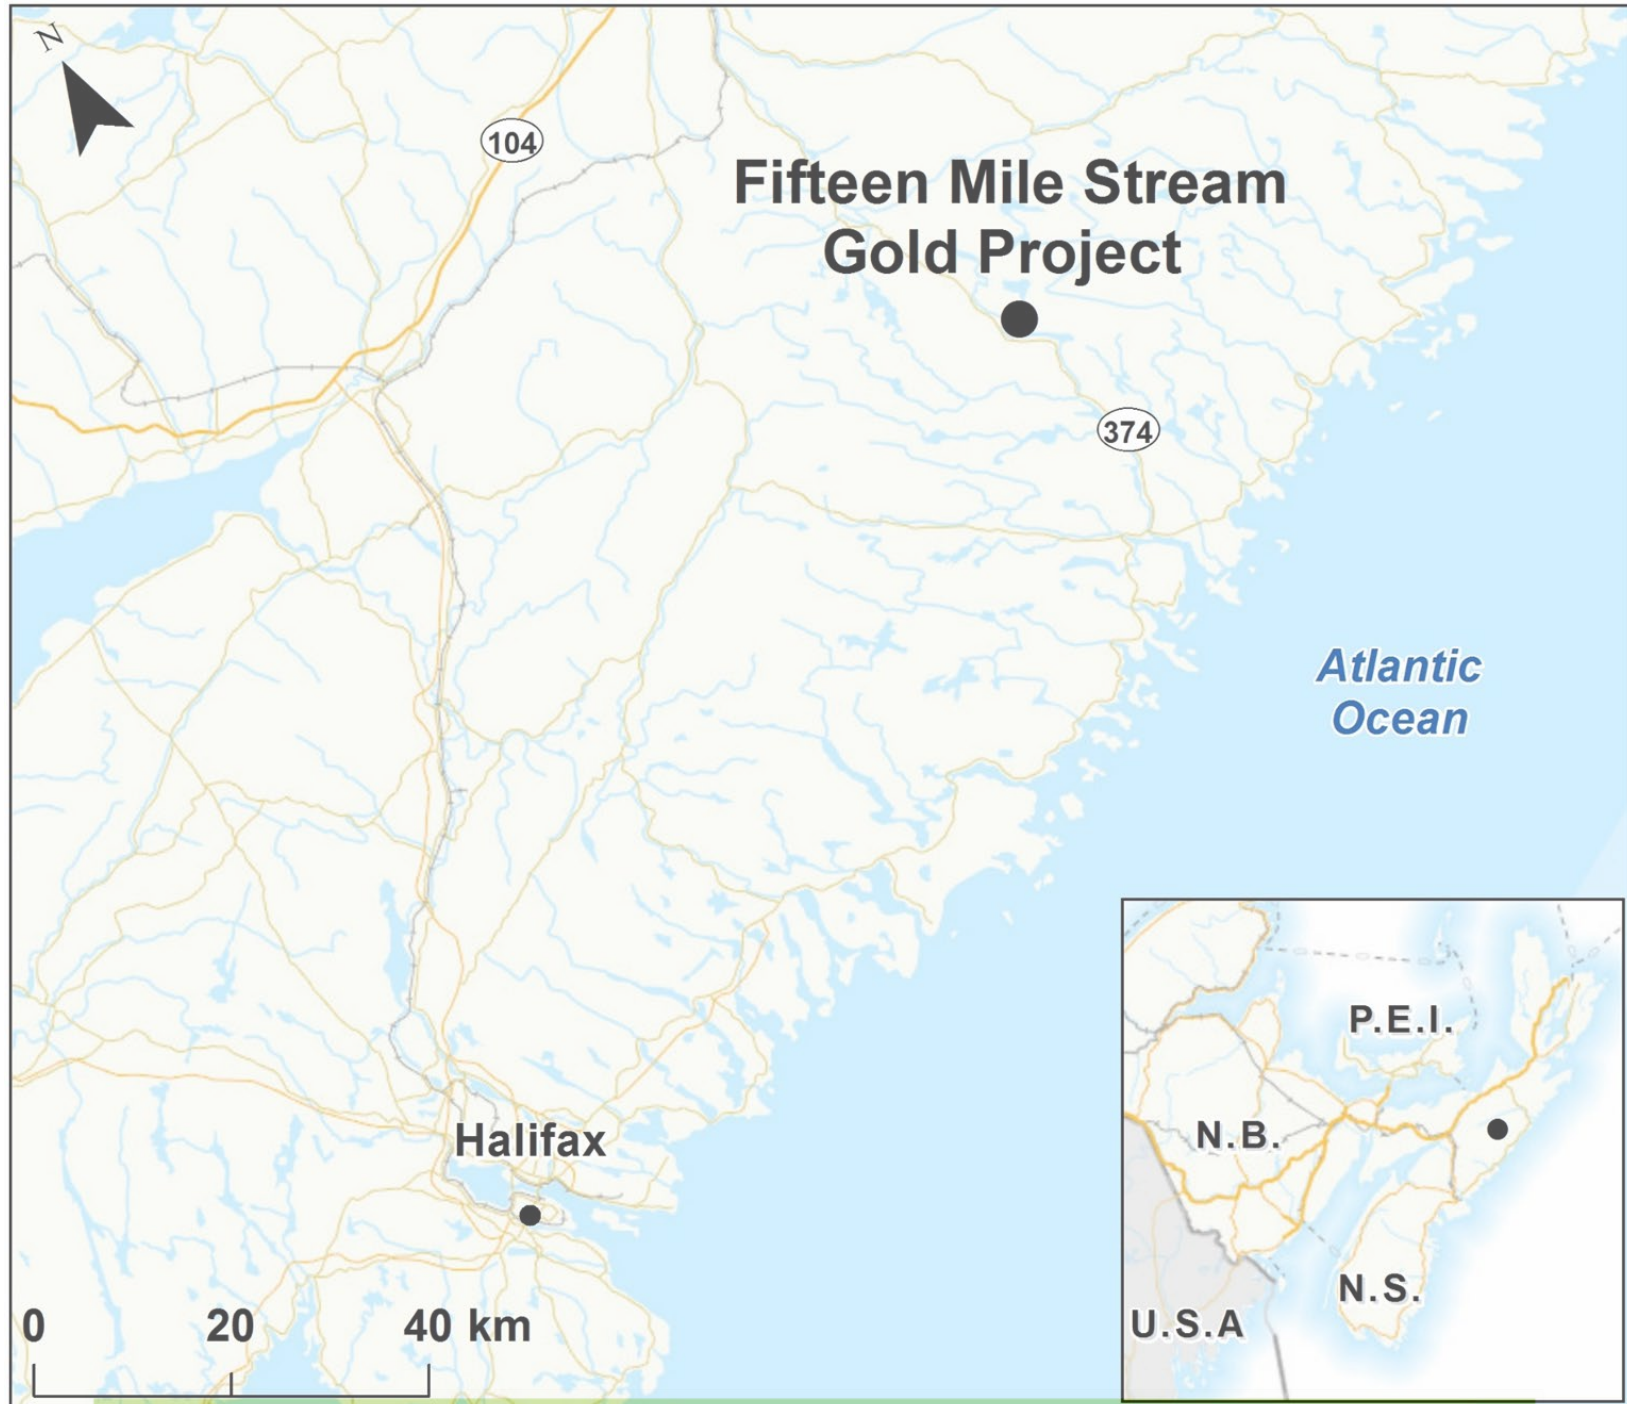 N
104
Fifteen Mile Stream
Gold Project
374
Atlantic
Ocean
Halifax
0 20 40 km
P.E.I.
N.B.
N.S.
U.S.A